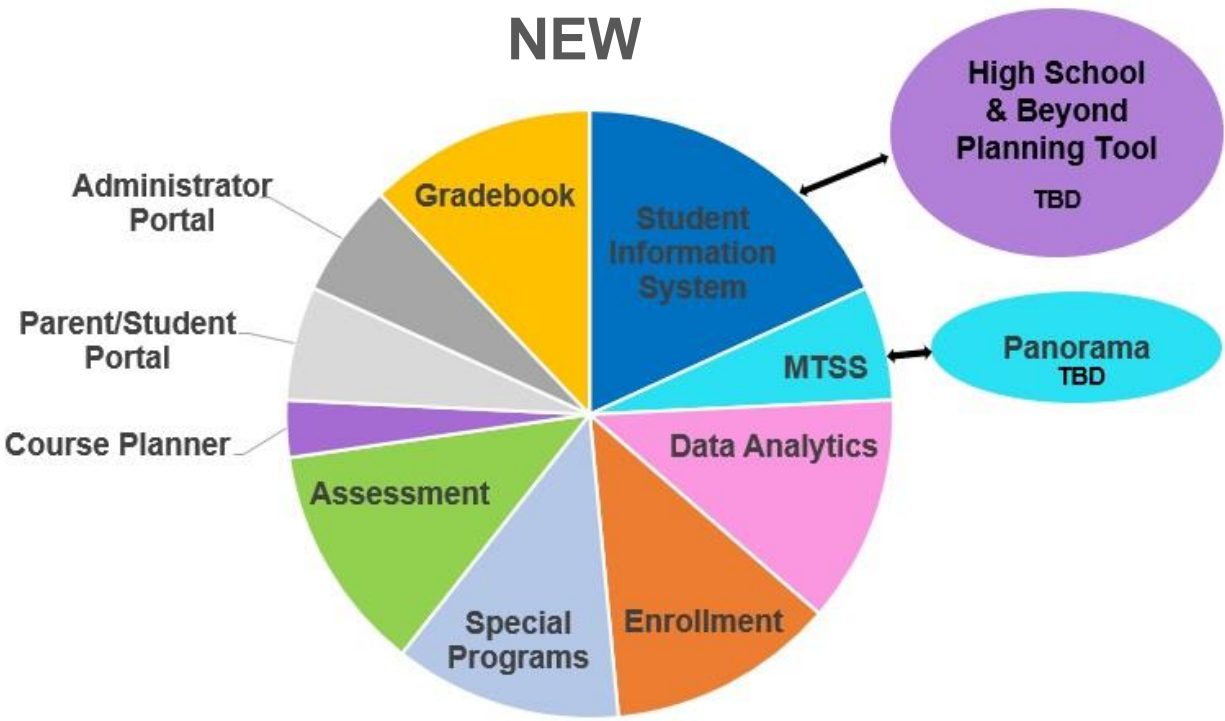 NEW
High School
& Beyond
Planning Tool
TBD
Administrator
Portal
Gradebook
Student
Information
System
Parent/Student
Portal
MTSS
Panorama
TBD
Course Planner
Data Analytics
Assessment
Special
Programs
Enrollment